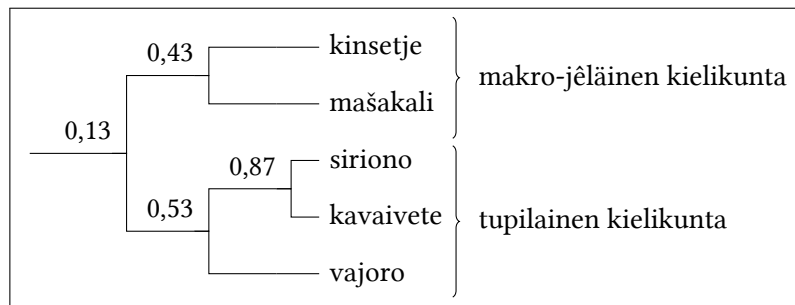 0,43 kinsetje
mašakali
makro-jêläinen kielikunta
0,13
0,87 siriono
0,53 kavaivete
tupilainen kielikunta
vajoro